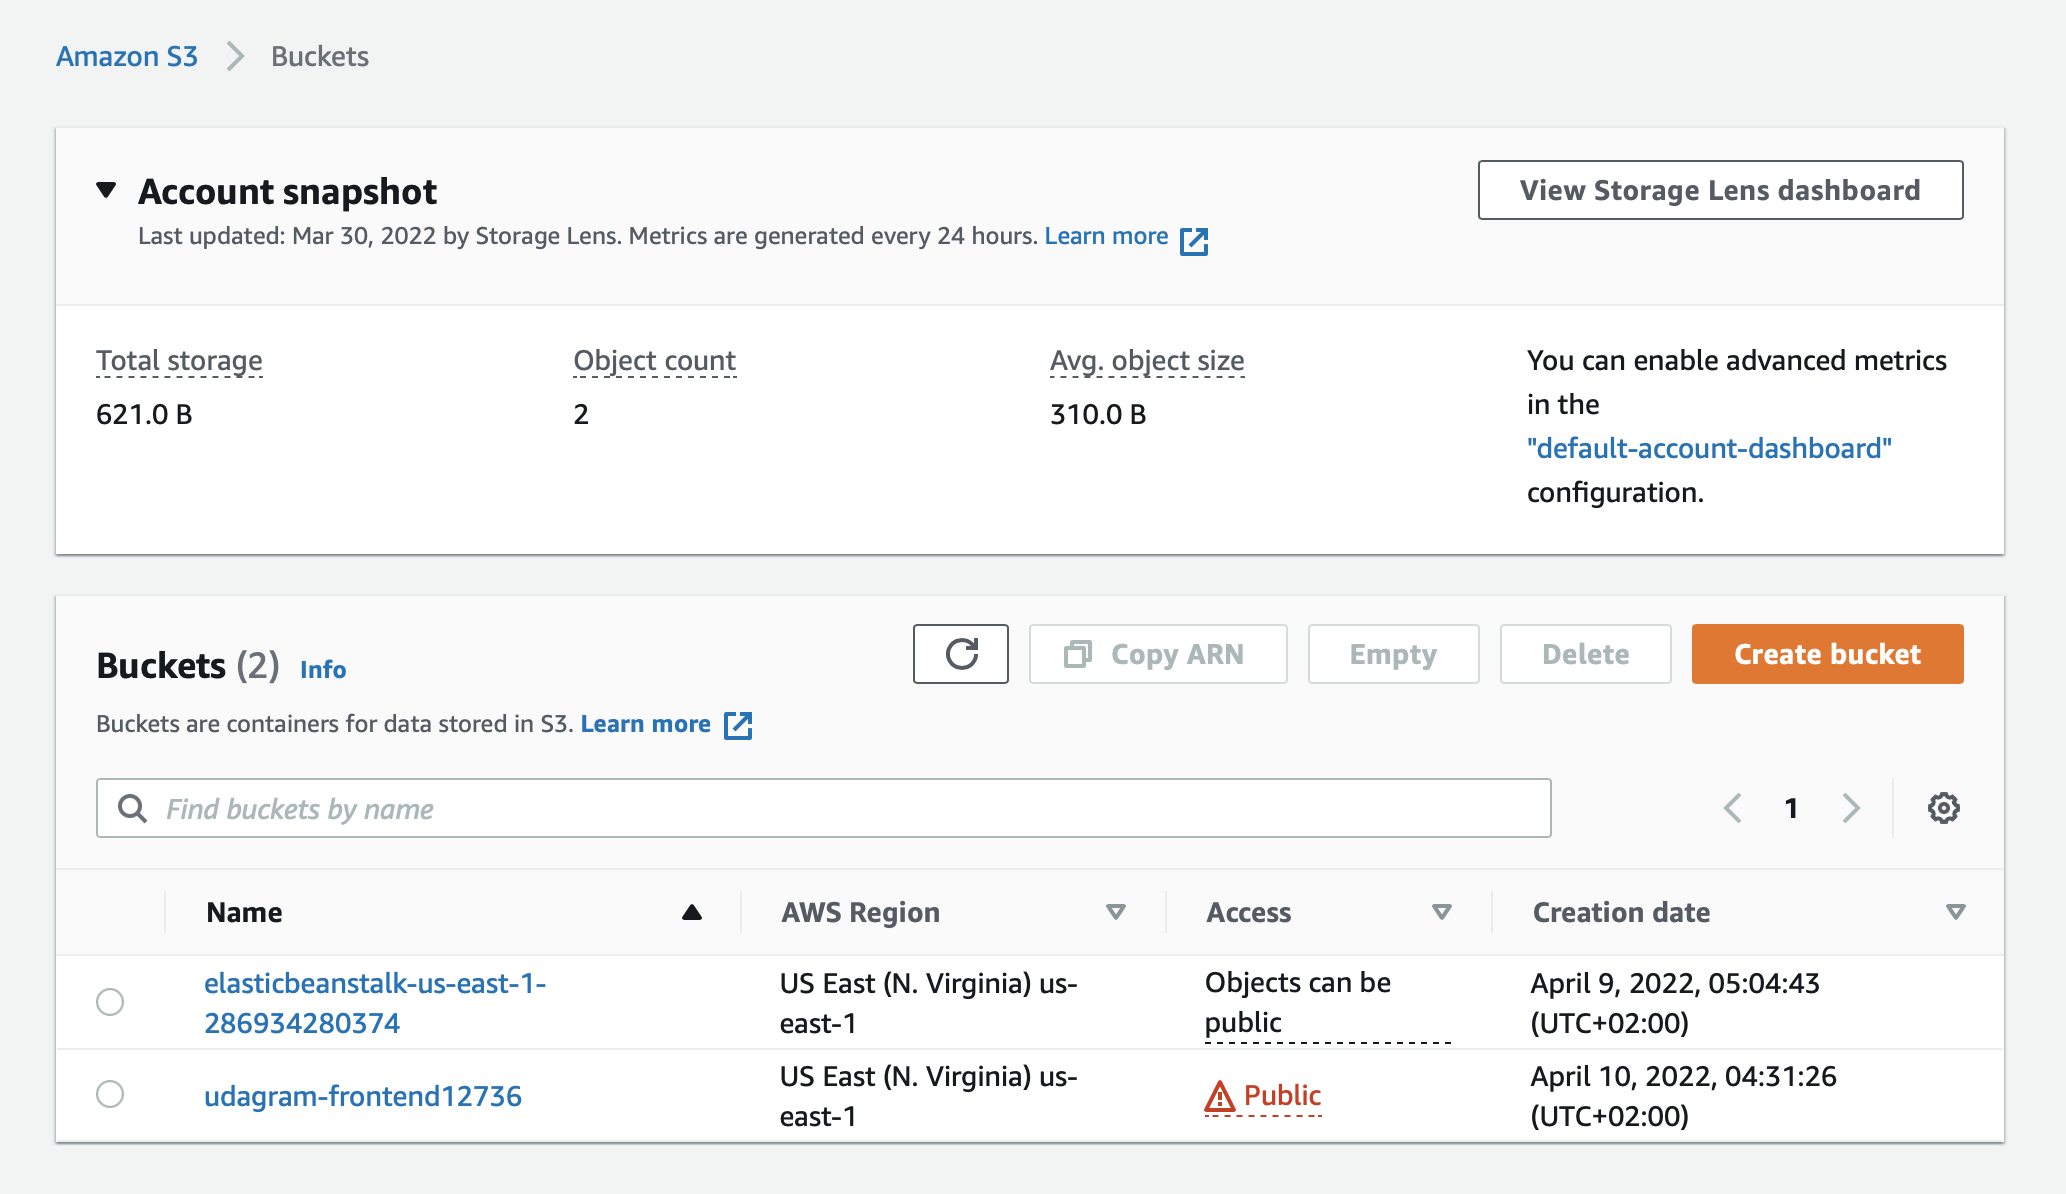 Amazon S3 Buckets
Account snapshot
View Storage Lens dashboard
Last updated: Mar 30, 2022 by Storage Lens. Metrics are generated every 24 hours. Learn more
Total storage
621.0 B
Object count
2
Avg. object size
310.0 B
You can enable advanced metrics
in the
"default-account-dashboard"
configuration.
Buckets (2) Info
Copy ARN
Empty
Delete
Create bucket
Buckets are containers for data stored in S3. Learn more
Find buckets by name
1
Name AWS Region Access Creation date
elasticbeanstalk-us-east-1-
286934280374
US East (N. Virginia) us-
east-1
Objects can be
public
April 9, 2022, 05:04:43
(UTC+02:00)
udagram-frontend12736
US East (N. Virginia) us-
east-1
Public
April 10, 2022, 04:31:26
(UTC+02:00)